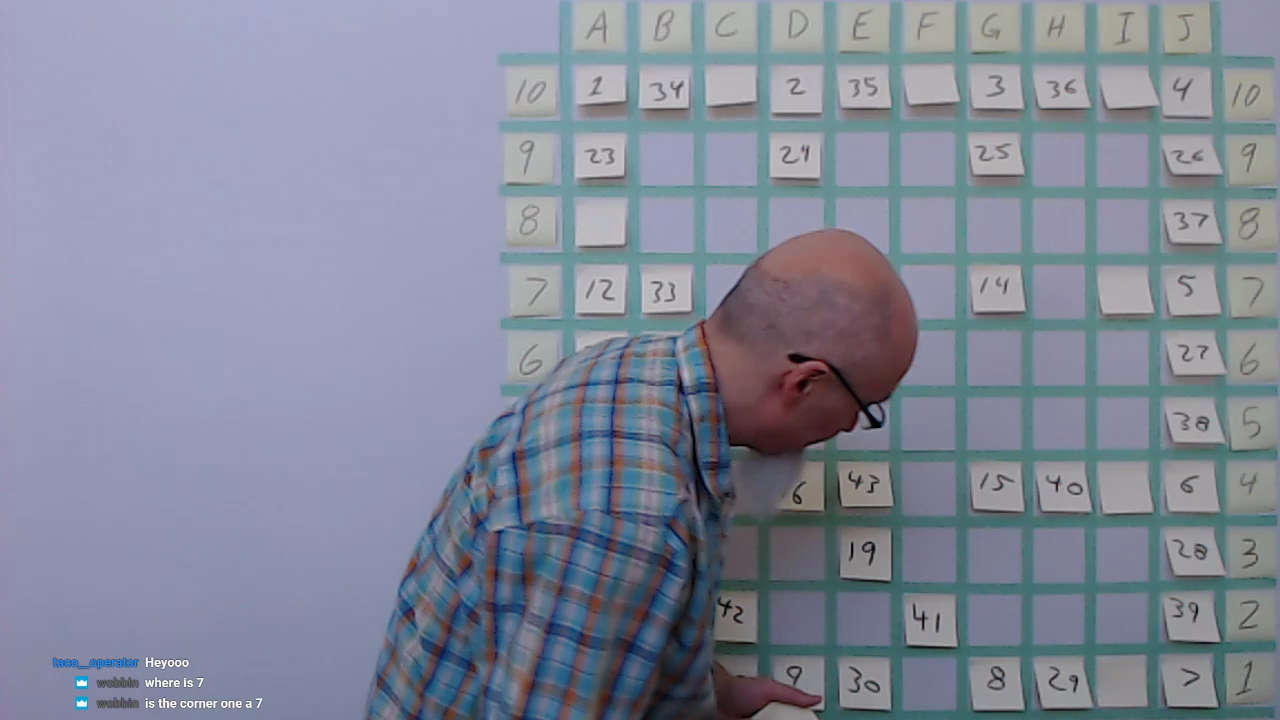 A B C D E F G H I J
10 1 34 2 35 3 36 4 10
9 23 24 25 26 9
8 37 8
7 12 33 14 5 7
6 27 6
38 5
6 43 15 40 6 4
19 28 3
42 41 39 2
9 30 8 29 7 1
taco__operator Heyooo
wobbin where is 7
wobbin is the corner one a 7